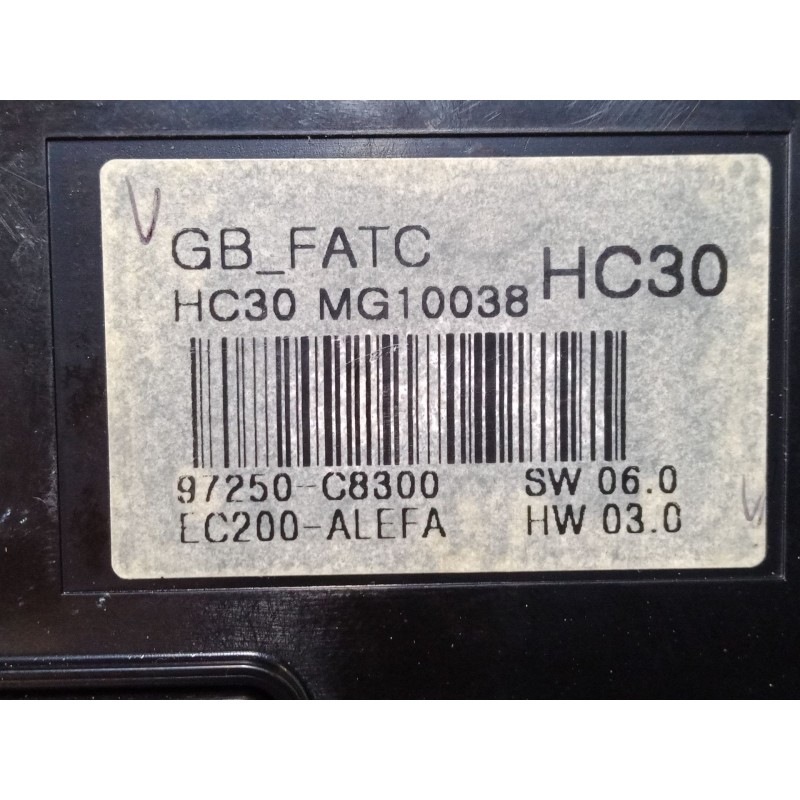 GB_FATC
HC30
HC30 MG10038
97250-C8300 SW 06.0
EC200-ALEFA HW 03.0